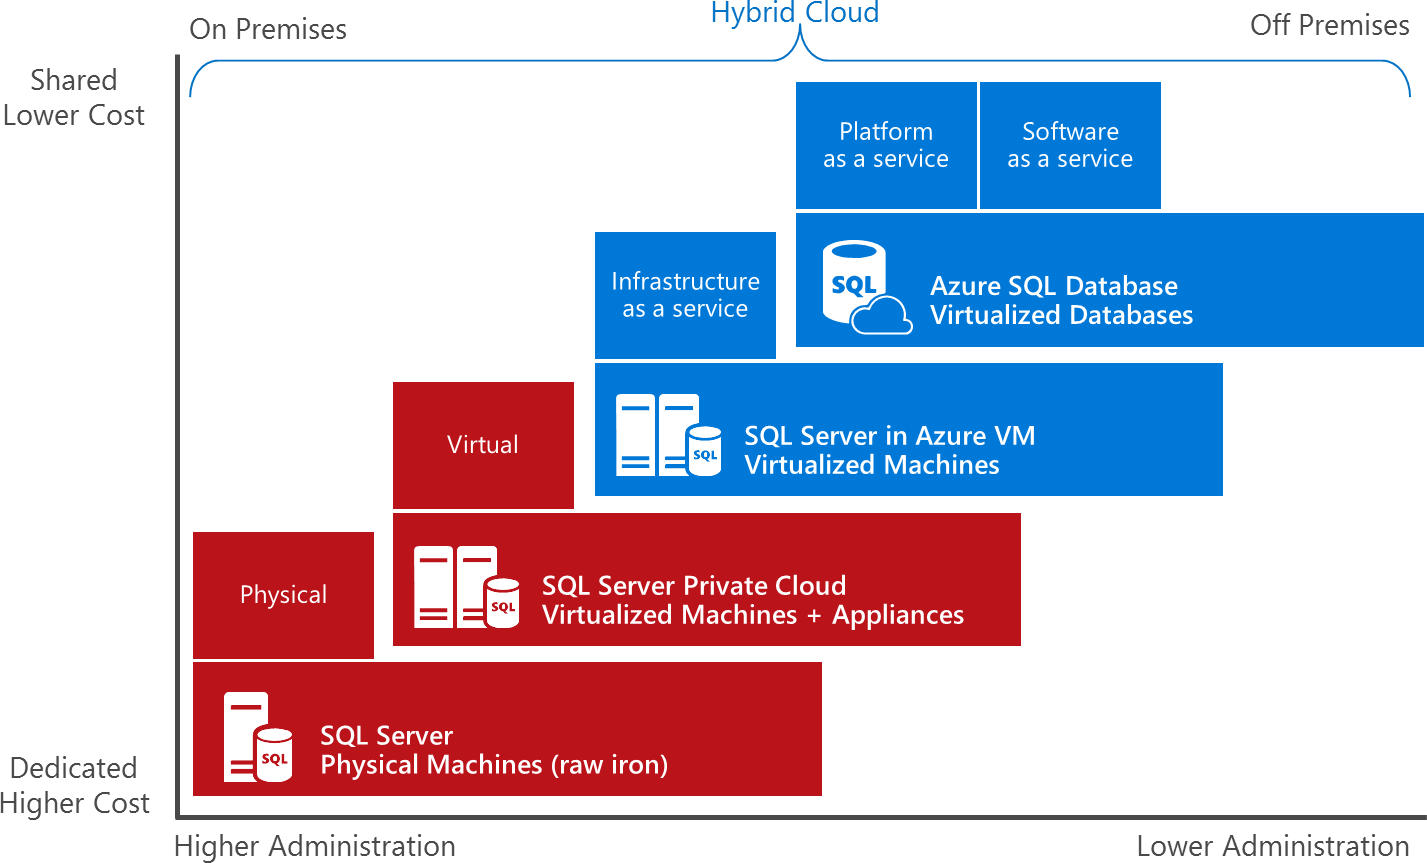 Hybrid Cloud
On Premises
Off Premises
Shared
Lower Cost
Platform
as a service
Software
as a service
SQL
Azure SQL Database
Virtualized Databases
Infrastructure
as a service
SQL
SQL Server in Azure VM
Virtualized Machines
Virtual
SQL
SQL Server Private Cloud
Virtualized Machines + Appliances
Physical
SQL
SQL Server
Physical Machines (raw iron)
Dedicated
Higher Cost
Higher Administration
Lower Administration